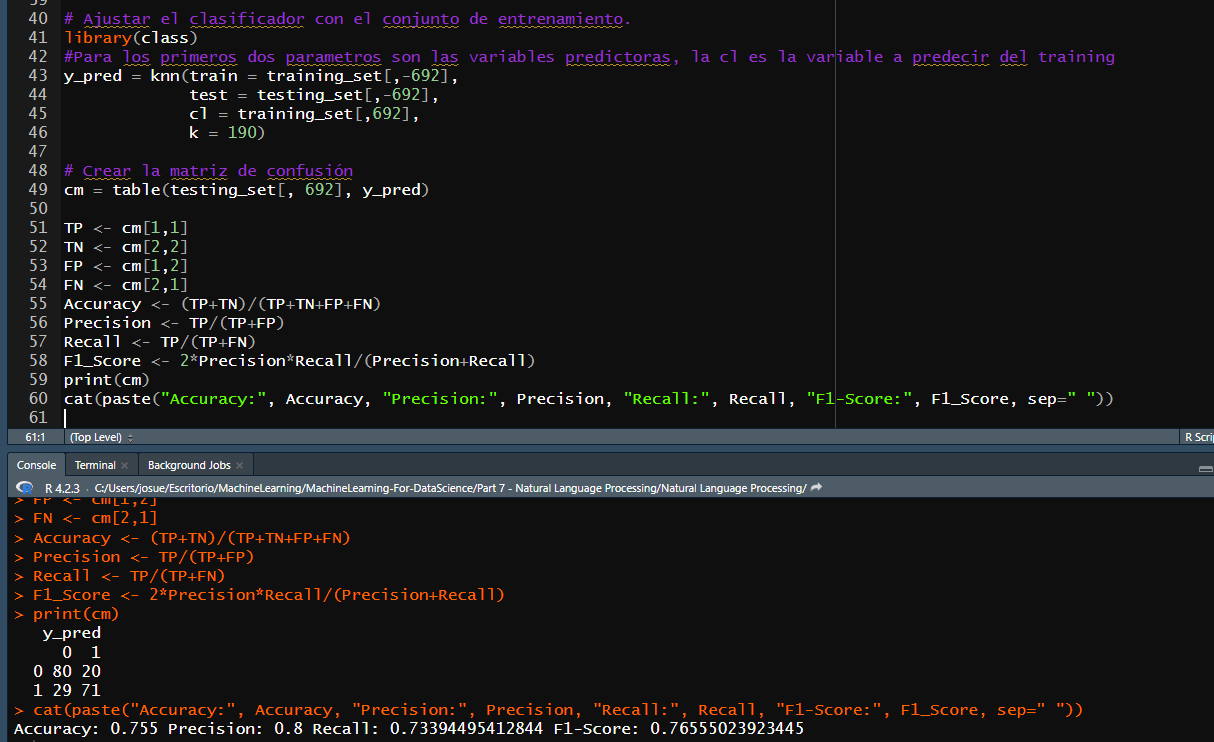 39
40 # Ajustar el clasificador con el conjunto de entrenamiento.
41 library(class)
42 #Para los primeros dos parametros son las variables predictoras, la cl es la variable a predecir del training
43 y_pred = knn(train = training_set[,-692],
44 test = testing_set[,-692],
45 cl = training_set[,692],
46 k = 190)
47
48 # Crear la matriz de confusión
49 cm = table(testing_set[, 692], y_pred)
50
51 TP <- cm[1,1]
52 TN <- cm[2,2]
53 FP <- cm[1,2]
54 FN <- cm[2,1]
55 Accuracy <- (TP+TN)/(TP+TN+FP+FN)
56 Precision <- TP/(TP+FP)
57 Recall <- TP/(TP+FN)
58 F1_Score <- 2*Precision*Recall/(Precision+Recall)
59 print(cm)
60 cat(paste("Accuracy:", Accuracy, "Precision:", Precision, "Recall:", Recall, "F1-Score:", F1_Score, sep=" "))
61
61:1 (Top Level) R Scri
Console Terminal Background Jobs
R 4.2.3 · C:/Users/josue/Escritorio/MachineLearning/MachineLearning-For-DataScience/Part 7 - Natural Language Processing/Natural Language Processing/
> FP <- cm[1,2]
> FN <- cm[2,1]
> Accuracy <- (TP+TN)/(TP+TN+FP+FN)
> Precision <- TP/(TP+FP)
> Recall <- TP/(TP+FN)
> F1_Score <- 2*Precision*Recall/(Precision+Recall)
> print(cm)
y_pred
0 1
0 80 20
1 29 71
> cat(paste("Accuracy:", Accuracy, "Precision:", Precision, "Recall:", Recall, "F1-Score:", F1_Score, sep=" "))
Accuracy: 0.755 Precision: 0.8 Recall: 0.73394495412844 F1-Score: 0.76555023923445